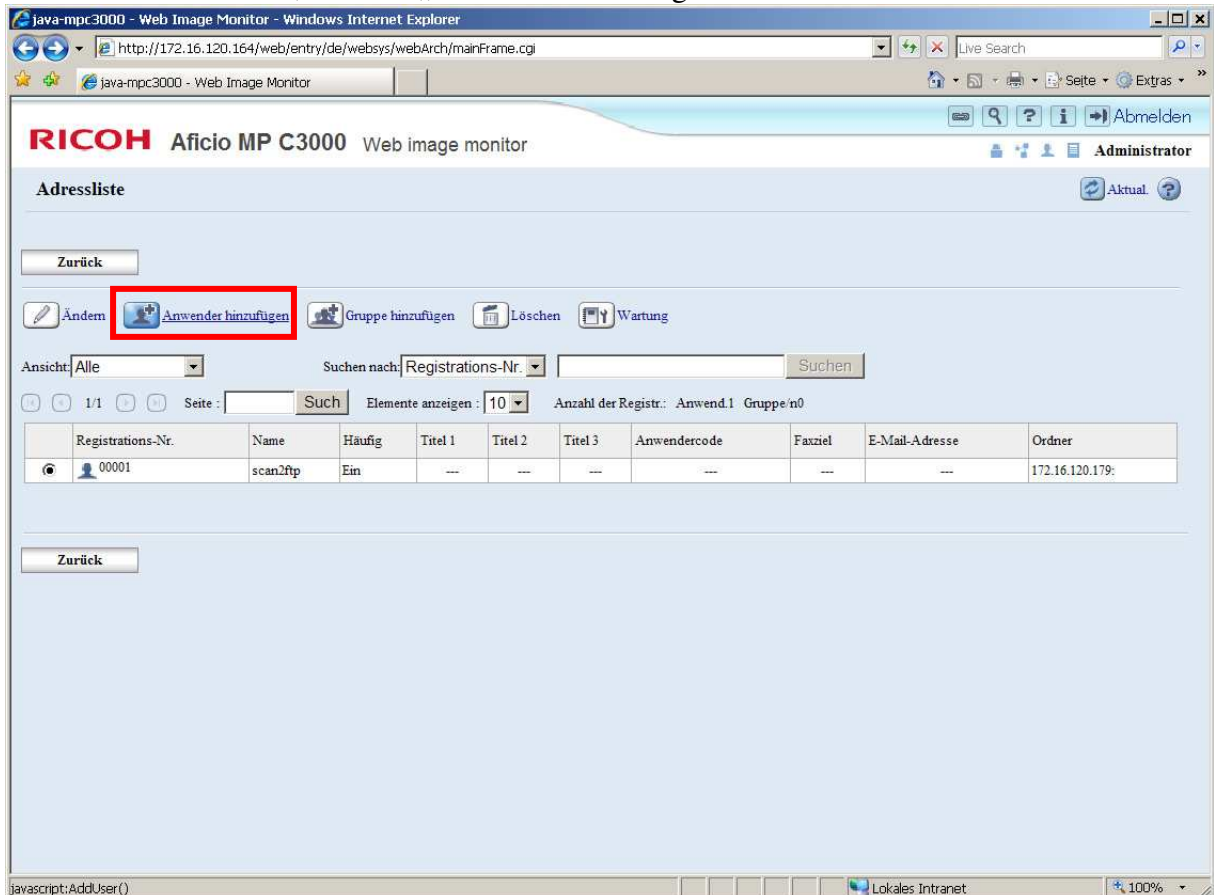 java-mpc3000 - Web Image Monitor - Windows Internet Explorer
http://172.16.120.164/web/entry/de/websys/webArch/mainFrame.cgi
Live Search
java-mpc3000 - Web Image Monitor
Seite Extras »
Abmelden
RICOH Aficio MP C3000 Web image monitor
Administrator
Adressliste
Aktual.
Zurück
Ändern Anwender hinzufügen Gruppe hinzufügen Löschen Wartung
Ansicht: Alle Suchen nach: Registrations-Nr. Suchen
1/1 Seite : Such Elemente anzeigen : 10 Anzahl der Registr.: Anwend.1 Gruppe/n0
Registrations-Nr. Name Häufig Titel 1 Titel 2 Titel 3 Anwendercode Faxziel E-Mail-Adresse Ordner
00001 scan2ftp Ein --- --- --- --- --- --- 172.16.120.179:
Zurück
javascript:AddUser() Lokales Intranet 100%